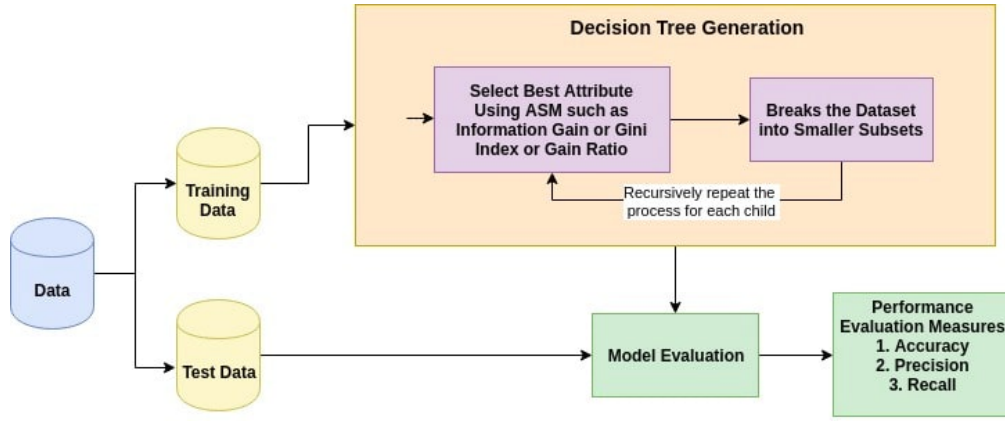 Decision Tree Generation
Select Best Attribute
Using ASM such as
Information Gain or Gini
Index or Gain Ratio
Breaks the Dataset
into Smaller Subsets
Recursively repeat the
process for each child
Training
Data
Data
Test Data
Model Evaluation
Performance
Evaluation Measures
1. Accuracy
2. Precision
3. Recall